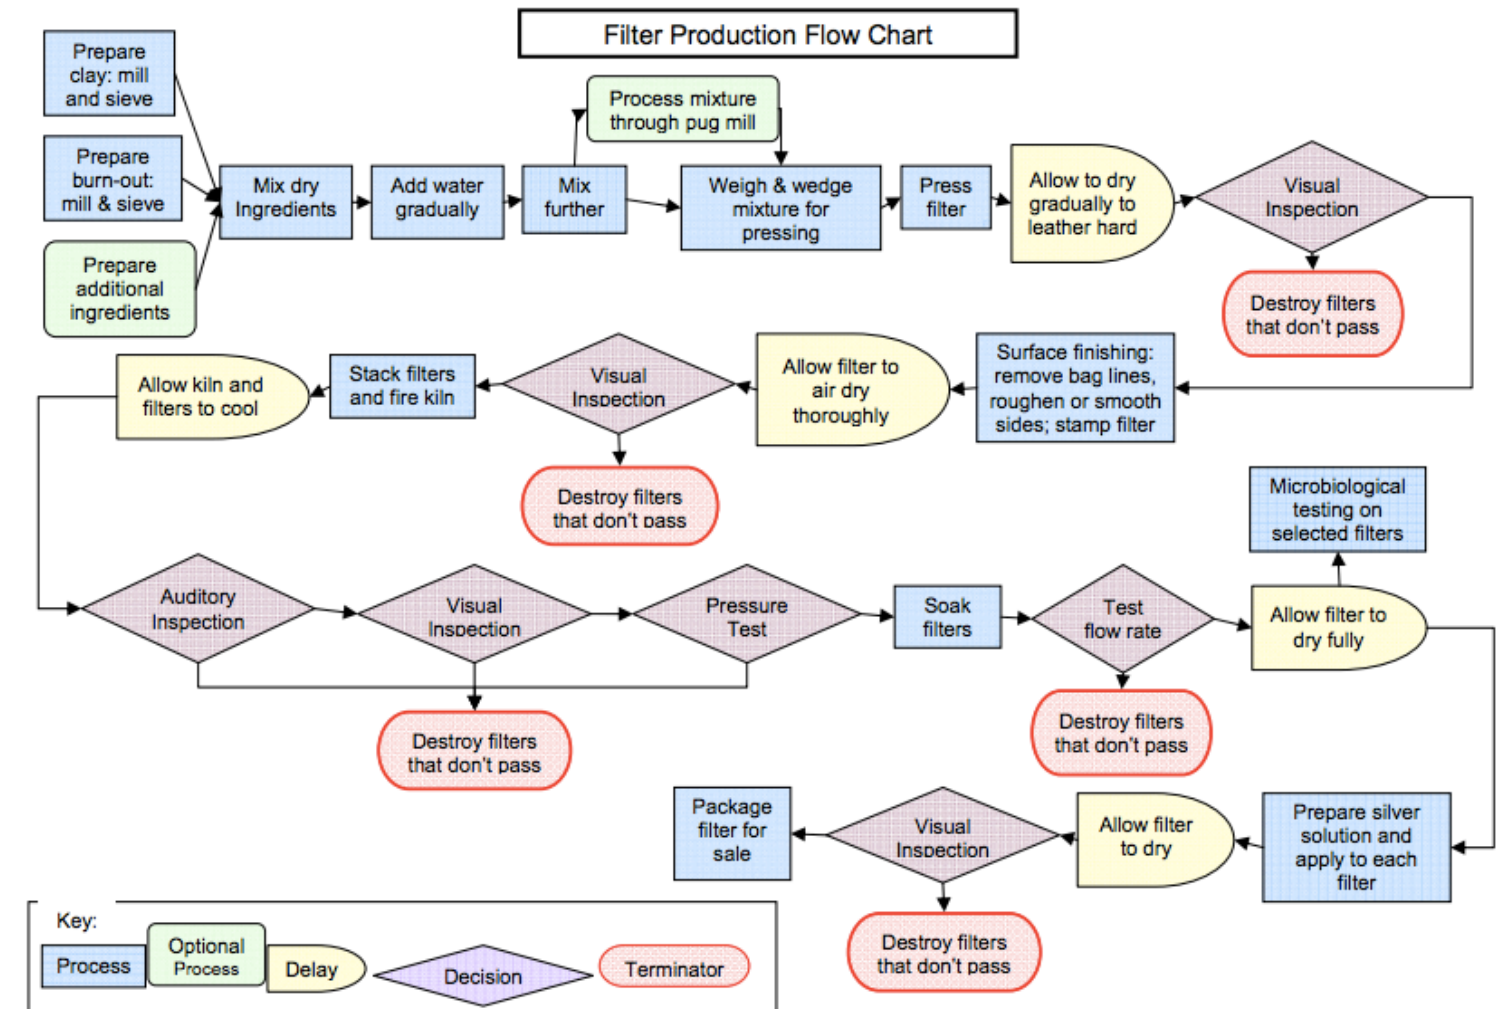 Filter Production Flow Chart
Prepare
clay: mill
and sieve
Prepare
burn-out:
mill & sieve
Prepare
additional
ingredients
Mix dry
Ingredients
Add water
gradually
Mix
further
Process mixture
through pug mill
Weigh & wedge
mixture for
pressing
Press
filter
Allow to dry
gradually to
leather hard
Visual
Inspection
Destroy filters
that don't pass
Surface finishing:
remove bag lines,
roughen or smooth
sides; stamp filter
Allow filter to
air dry
thoroughly
Visual
Inspection
Destroy filters
that don't pass
Stack filters
and fire kiln
Allow kiln and
filters to cool
Auditory
Inspection
Visual
Inspection
Pressure
Test
Destroy filters
that don't pass
Soak
filters
Test
flow rate
Destroy filters
that don't pass
Allow filter to
dry fully
Microbiological
testing on
selected filters
Prepare silver
solution and
apply to each
filter
Allow filter
to dry
Visual
Inspection
Destroy filters
that don't pass
Package
filter for
sale
Key:
Process
Optional
Process
Delay
Decision
Terminator